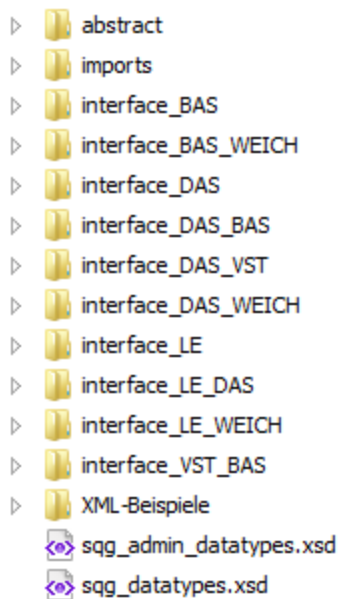 abstract
imports
interface_BAS
interface_BAS_WEICH
interface_DAS
interface_DAS_BAS
interface_DAS_VST
interface_DAS_WEICH
interface_LE
interface_LE_DAS
interface_LE_WEICH
interface_VST_BAS
XML-Beispiele
sqg_admin_datatypes.xsd
sqg_datatypes.xsd